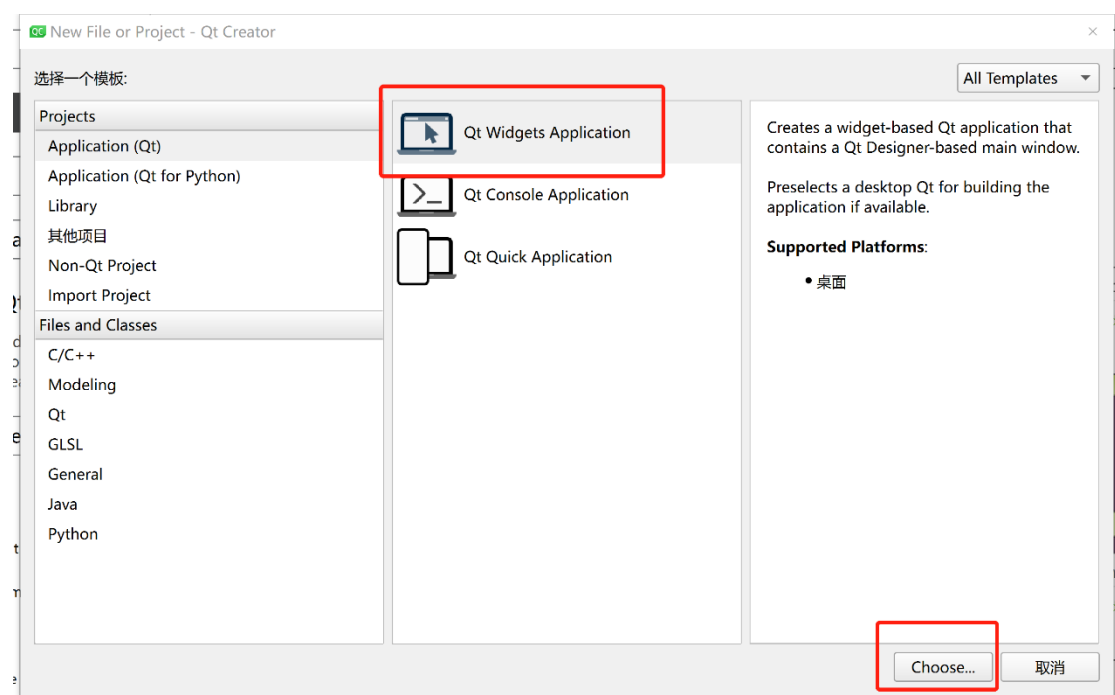 New File or Project - Qt Creator
选择一个模板:
All Templates
Projects
Application (Qt)
Application (Qt for Python)
Library
其他项目
Non-Qt Project
Import Project
Files and Classes
C/C++
Modeling
Qt
GLSL
General
Java
Python
Qt Widgets Application
Qt Console Application
Qt Quick Application
Creates a widget-based Qt application that
contains a Qt Designer-based main window.
Preselects a desktop Qt for building the
application if available.
Supported Platforms:
桌面
Choose...
取消